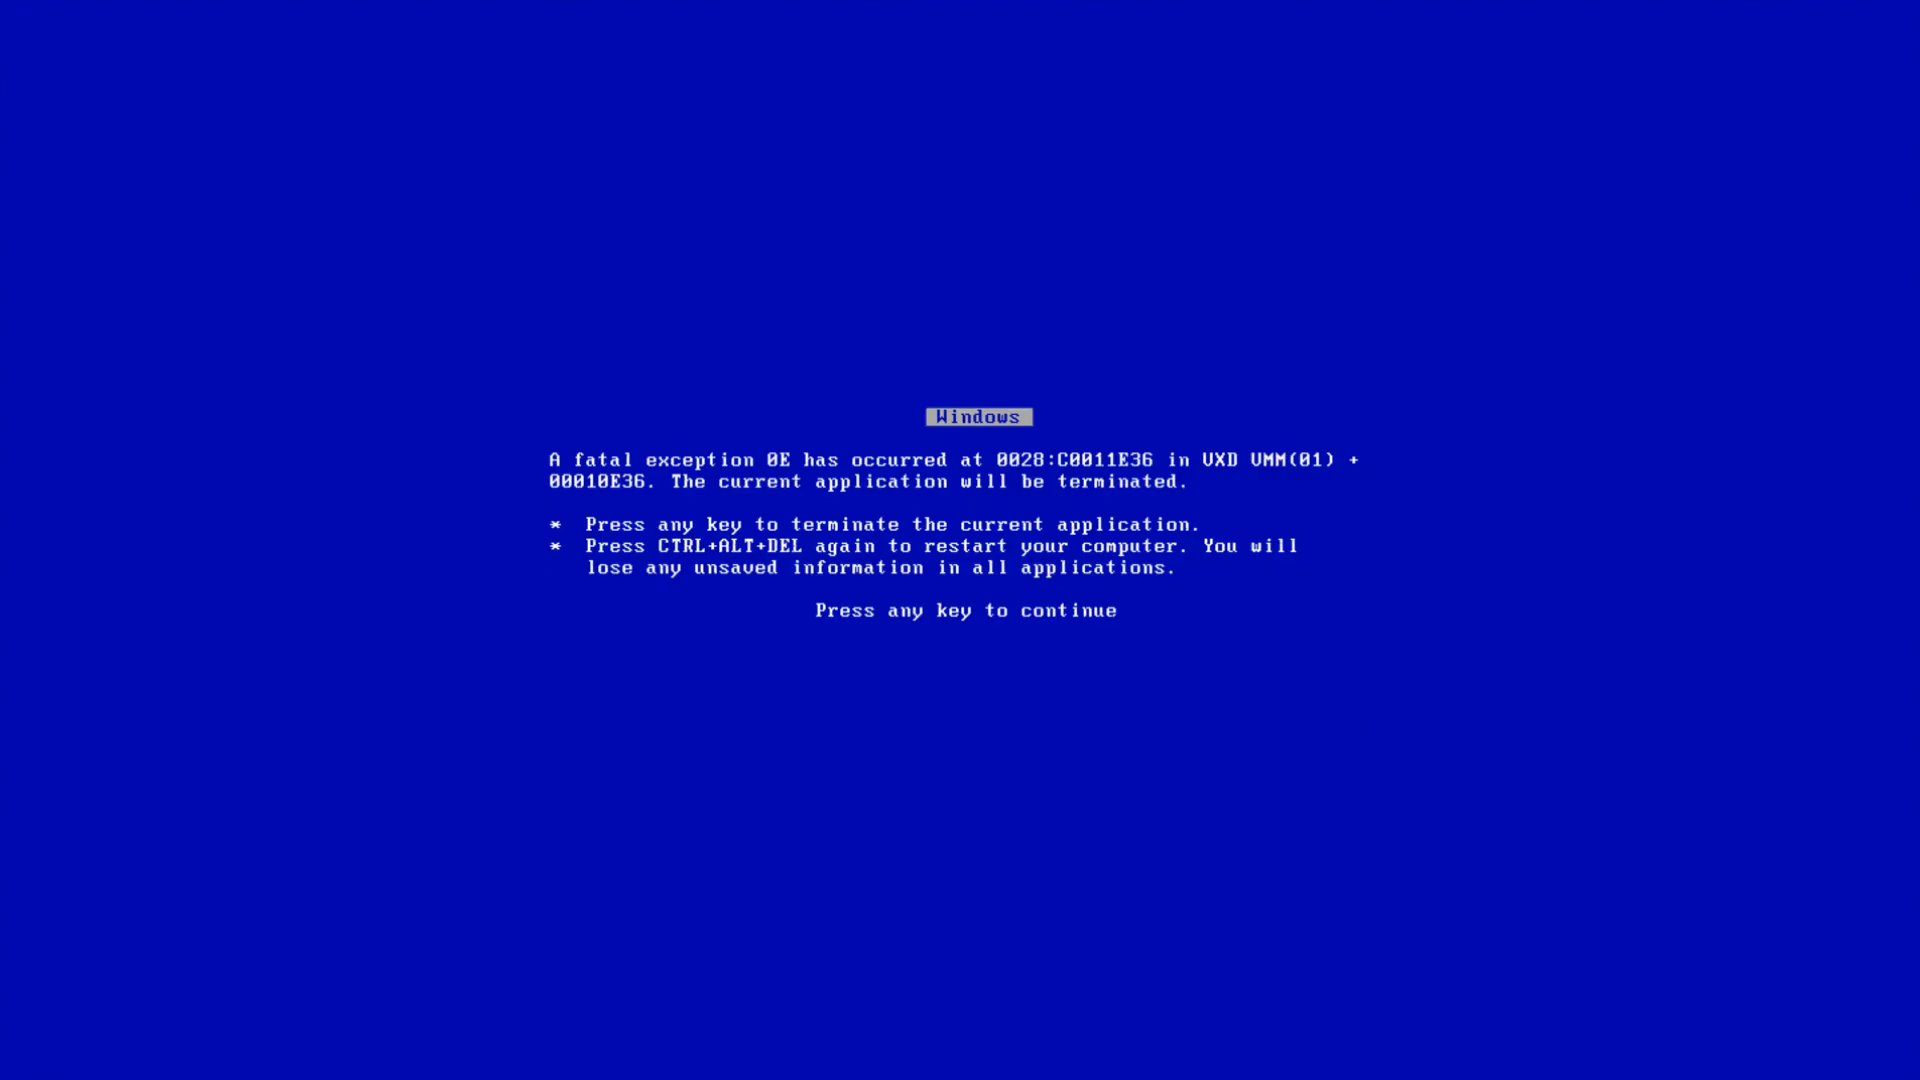 Windows
A fatal exception 0E has occurred at 0028:C0011E36 in VXD VMM(01) +
00010E36. The current application will be terminated.
* Press any key to terminate the current application.
* Press CTRL+ALT+DEL again to restart your computer. You will
lose any unsaved information in all applications.
Press any key to continue